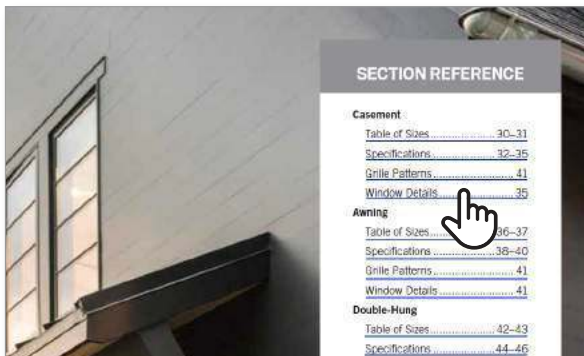 SECTION REFERENCE
Casement
Table of Sizes 30–31
Specifications 32–35
Grille Patterns 41
Window Details 35
Awning
Table of Sizes 36–37
Specifications 38–40
Grille Patterns 41
Window Details 41
Double-Hung
Table of Sizes 42–43
Specifications 44–46